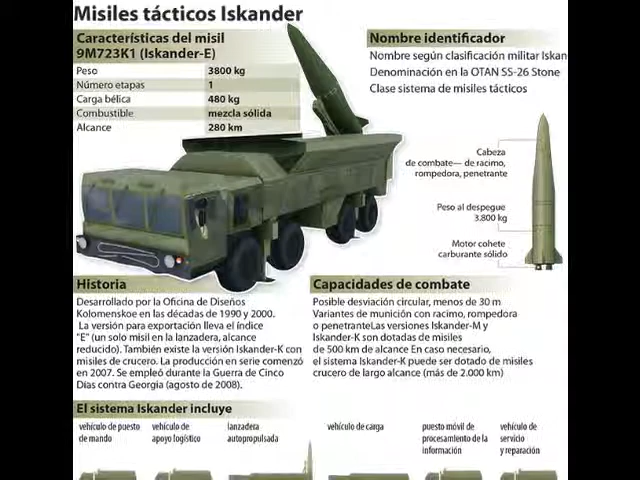 Misiles tácticos Iskander
Características del misil
9M723K1 (Iskander-E)
Peso 3800 kg
Número etapas 1
Carga bélica 480 kg
Combustible mezcla sólida
Alcance 280 km
Nombre identificador
Nombre según clasificación militar Iskan
Denominación en la OTAN SS-26 Stone
Clase sistema de misiles tácticos
Cabeza
de combate— de racimo,
rompedora, penetrante
Peso al despegue
3.800 kg
Motor cohete
carburante sólido
Historia
Desarrollado por la Oficina de Diseños
Kolomenskoe en las décadas de 1990 y 2000.
La versión para exportación lleva el índice
"E" (un solo misil en la lanzadera, alcance
reducido). También existe la versión Iskander-K con
misiles de crucero. La producción en serie comenzó
en 2007. Se empleó durante la Guerra de Cinco
Días contra Georgia (agosto de 2008).
Capacidades de combate
Posible desviación circular, menos de 30 m
Variantes de munición con racimo, rompedora
o penetranteLas versiones Iskander-M y
Iskander-K son dotadas de misiles
de 500 km de alcance En caso necesario,
el sistema Iskander-K puede ser dotado de misiles
crucero de largo alcance (más de 2.000 km)
El sistema Iskander incluye
vehículo de puesto
de mando
vehículo de
apoyo logístico
lanzadera
autopropulsada
vehículo de carga
puesto móvil de
procesamiento de la
información
vehículo de
servicio
y reparación